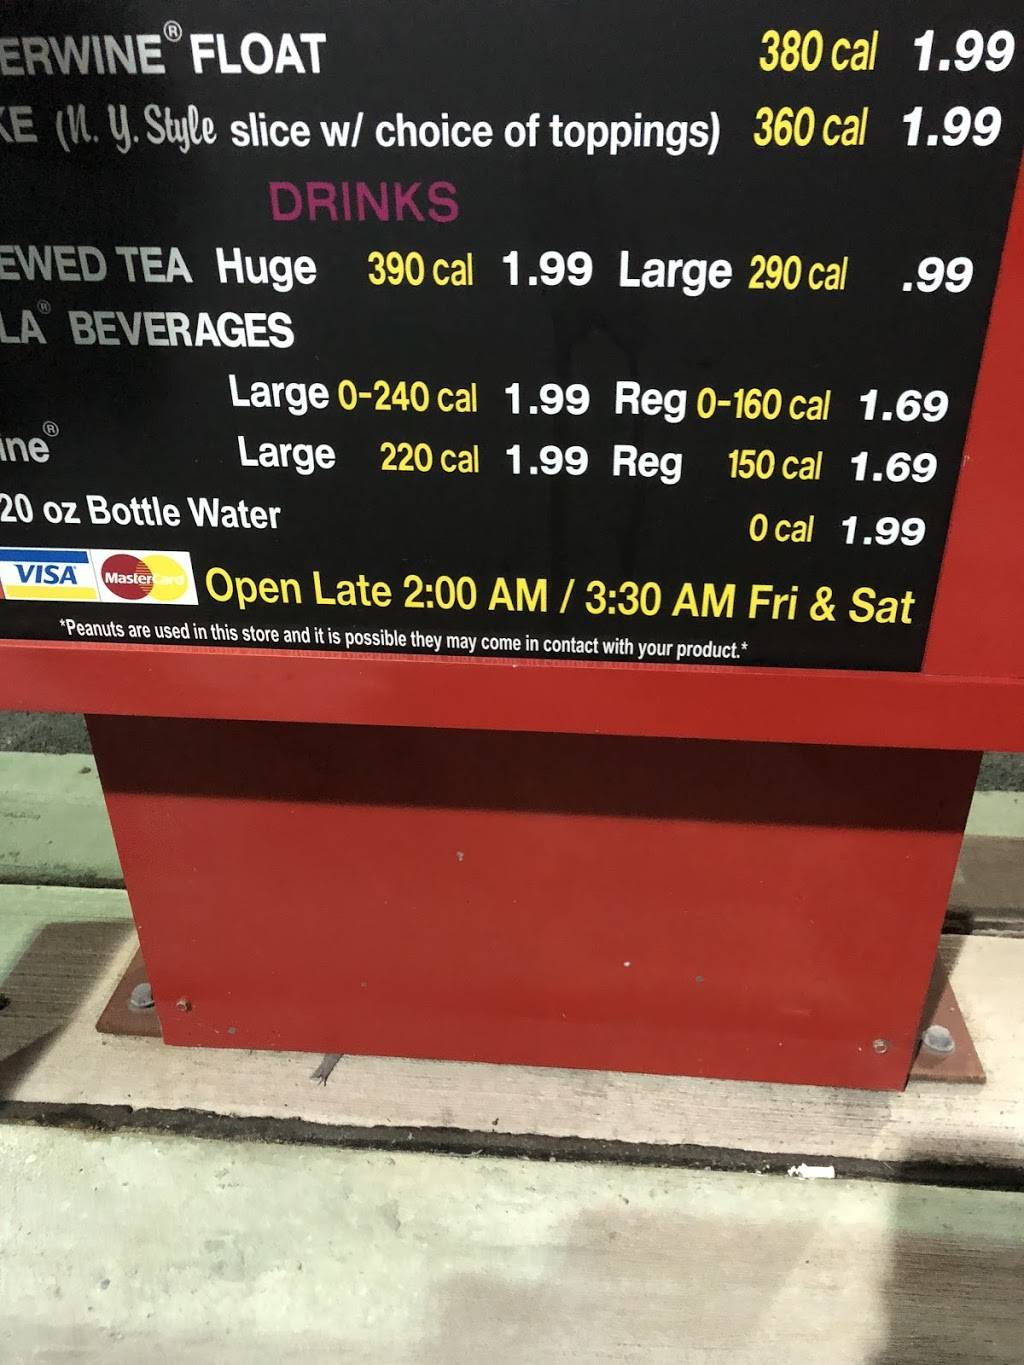 ERWINE® FLOAT 380 cal 1.99
KE (N. Y. Style slice w/ choice of toppings) 360 cal 1.99
DRINKS
EWED TEA Huge 390 cal 1.99 Large 290 cal .99
LA® BEVERAGES
Large 0-240 cal 1.99 Reg 0-160 cal 1.69
ine® Large 220 cal 1.99 Reg 150 cal 1.69
20 oz Bottle Water 0 cal 1.99
VISA MasterCard Open Late 2:00 AM / 3:30 AM Fri & Sat
*Peanuts are used in this store and it is possible they may come in contact with your product.*